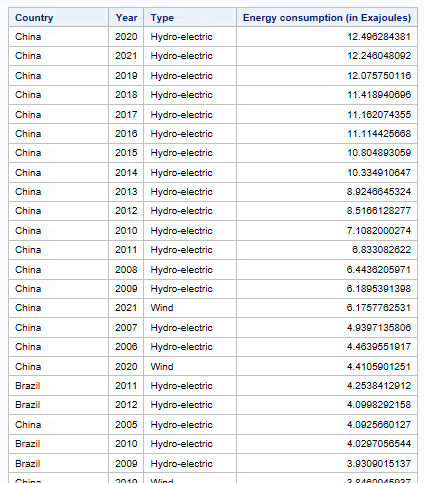 Country Year Type Energy consumption (in Exajoules)
China 2020 Hydro-electric 12.496284381
China 2021 Hydro-electric 12.246048092
China 2019 Hydro-electric 12.075750116
China 2018 Hydro-electric 11.418940696
China 2017 Hydro-electric 11.162074355
China 2016 Hydro-electric 11.114425668
China 2015 Hydro-electric 10.804893059
China 2014 Hydro-electric 10.334910647
China 2013 Hydro-electric 8.9246645324
China 2012 Hydro-electric 8.5166128277
China 2010 Hydro-electric 7.1082000274
China 2011 Hydro-electric 6.833082622
China 2008 Hydro-electric 6.4436205971
China 2009 Hydro-electric 6.1895391398
China 2021 Wind 6.1757762531
China 2007 Hydro-electric 4.9397135806
China 2006 Hydro-electric 4.4639551917
China 2020 Wind 4.4105901251
Brazil 2011 Hydro-electric 4.2538412912
Brazil 2012 Hydro-electric 4.0998292158
China 2005 Hydro-electric 4.0925660127
Brazil 2010 Hydro-electric 4.0297056544
Brazil 2009 Hydro-electric 3.9309015137
China 2019 Wind